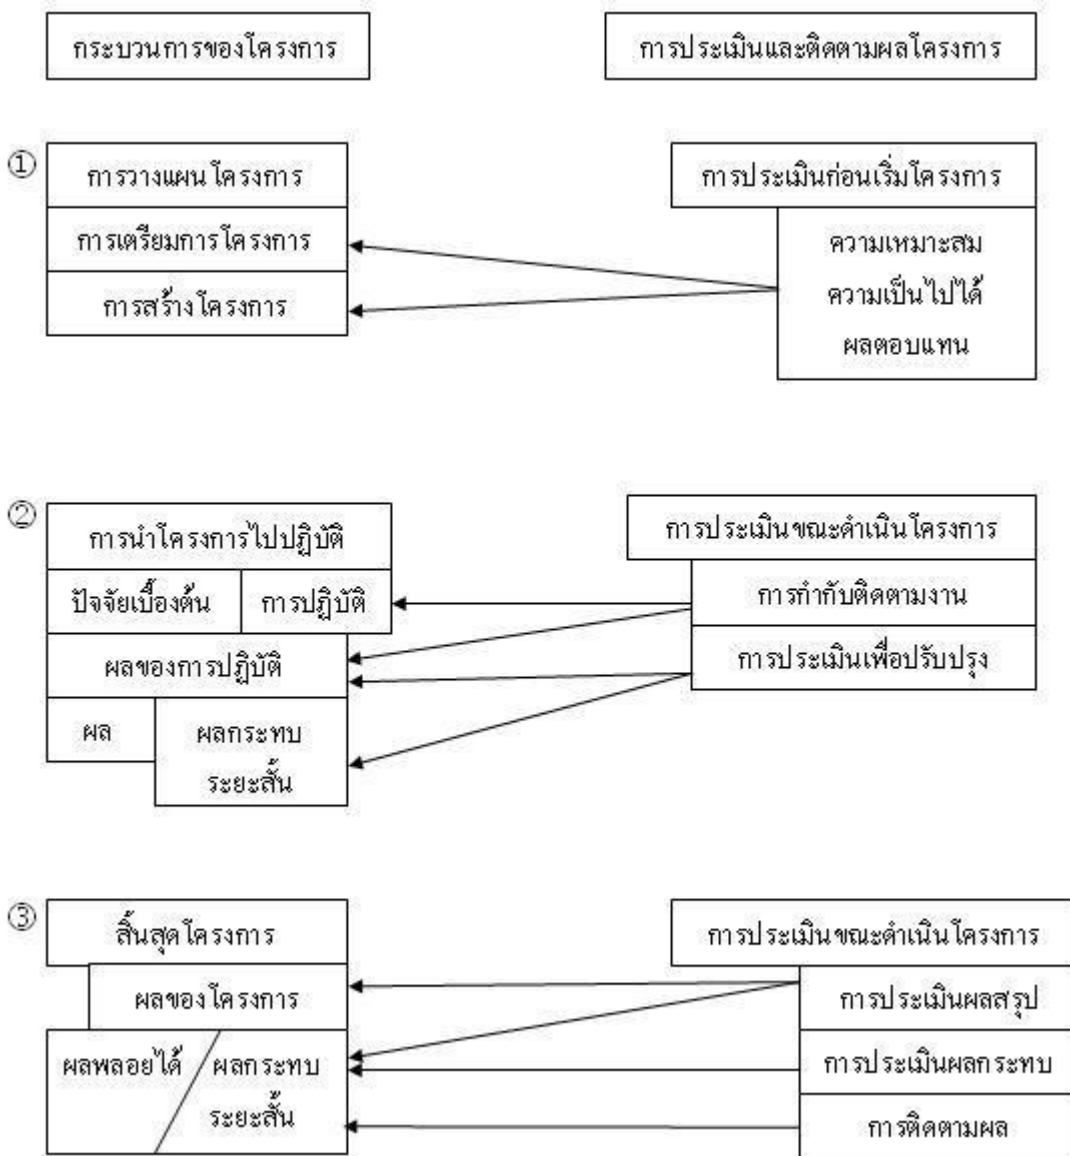 กระบวนการของโครงการ
การประเมินและติดตามผลโครงการ
①
การวางแผนโครงการ
การเตรียมการโครงการ
การสร้างโครงการ
การประเมินก่อนเริ่มโครงการ
ความเหมาะสม
ความเป็นไปได้
ผลตอบแทน
②
การนำโครงการไปปฏิบัติ
ปัจจัยเบื้องต้น
การปฏิบัติ
ผลของการปฏิบัติ
ผล
ผลกระทบ
ระยะสั้น
การประเมินขณะดำเนินโครงการ
การกำกับติดตามงาน
การประเมินเพื่อปรับปรุง
③
สิ้นสุดโครงการ
ผลของโครงการ
ผลพลอยได้
ผลกระทบ
ระยะสั้น
การประเมินขณะดำเนินโครงการ
การประเมินผลสรุป
การประเมินผลกระทบ
การติดตามผล